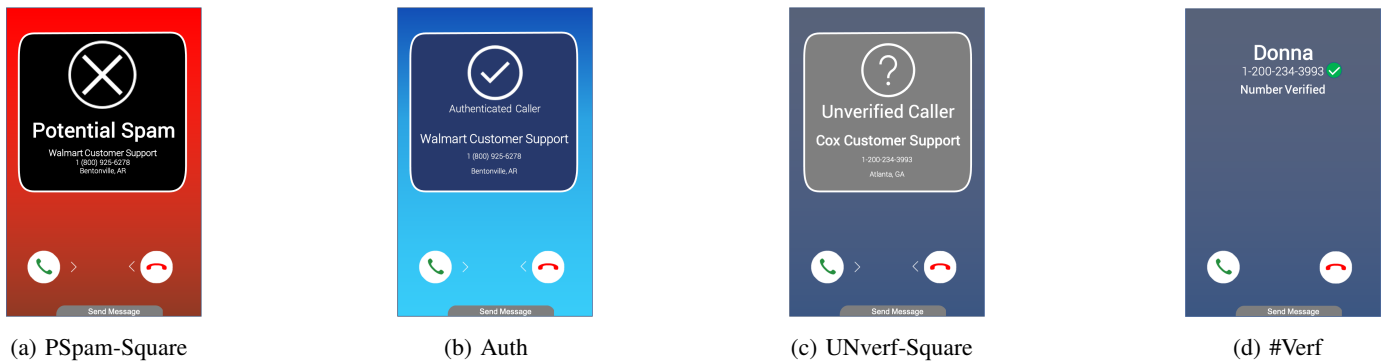 Potential Spam
Walmart Customer Support
1 (800) 925-6278
Bentonville, AR
Send Message
(a) PSpam-Square
Authenticated Caller
Walmart Customer Support
1 (800) 925-6278
Bentonville, AR
Send Message
(b) Auth
?
Unverified Caller
Cox Customer Support
1-200-234-3993
Atlanta, GA
Send Message
(c) UNverf-Square
Donna
1-200-234-3993
Number Verified
Send Message
(d) #Verf